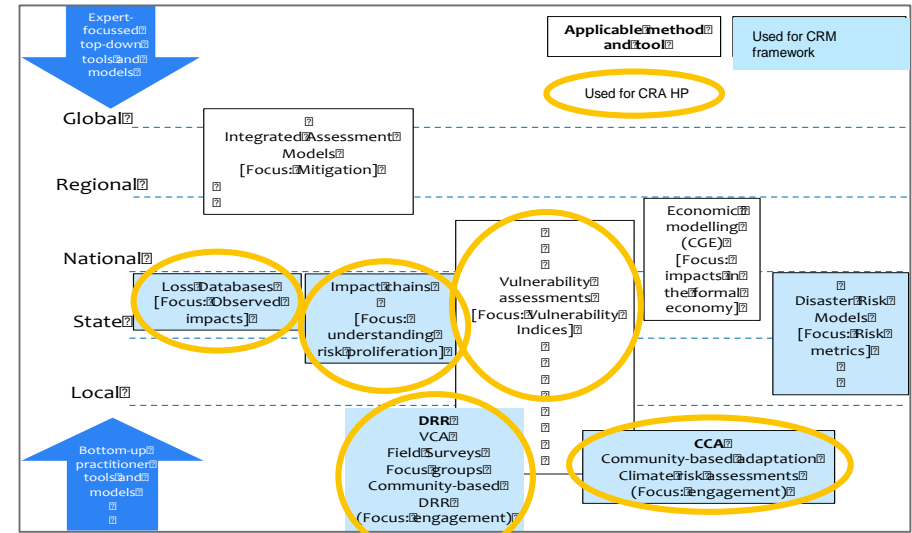 Expert-
focussed
top-down
tools and
models
Applicable method
and tool
Used for CRM
framework
Used for CRA HP
Global
Integrated Assessment
Models
[Focus: Mitigation]
Regional
Economic
modelling
(CGE)
[Focus:
impacts in
the formal
economy]
National
Vulnerability
assessments
[Focus: Vulnerability
Indices]
Loss Databases
[Focus: Observed
impacts]
Impact chains
[Focus:
understanding
risk proliferation]
Disaster Risk
Models
[Focus: Risk
metrics]
State
Local
Bottom-up
practitioner
tools and
models
DRR
VCA
Field Surveys
Focus groups
Community-based
DRR
(Focus: engagement)
CCA
Community-based adaptation
Climate risk assessments
(Focus: engagement)